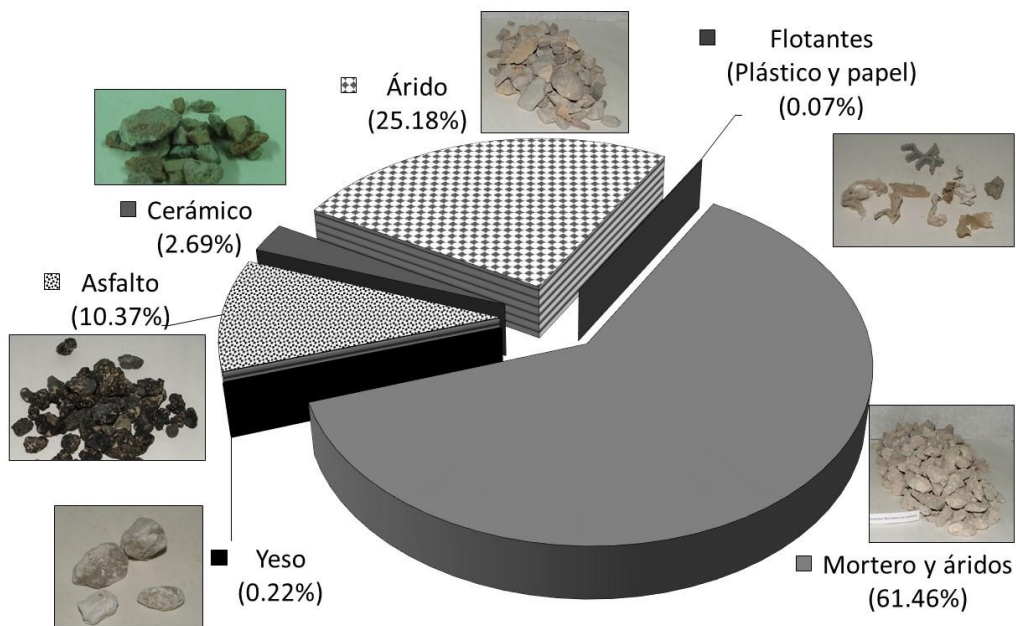 Flotantes
(Plástico y papel)
(0.07%)
Árido
(25.18%)
Cerámico
(2.69%)
Asfalto
(10.37%)
Yeso
(0.22%)
Mortero y áridos
(61.46%)